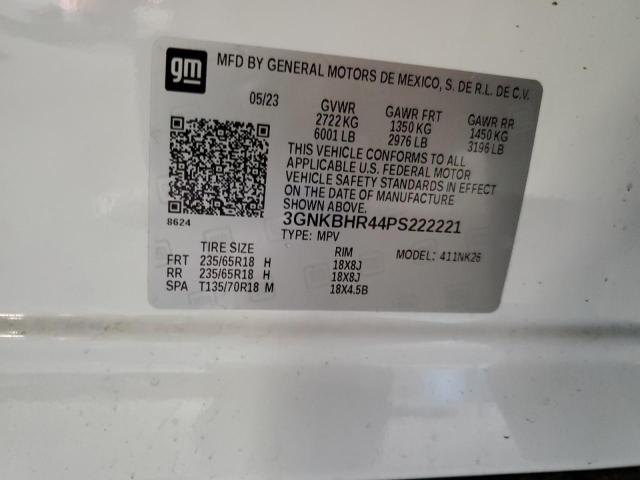 gm
MFD BY GENERAL MOTORS DE MEXICO, S. DE R.L. DE C.V.
05/23 GVWR GAWR FRT GAWR RR
2722 KG 1350 KG 1450 KG
6001 LB 2976 LB 3196 LB
THIS VEHICLE CONFORMS TO ALL
APPLICABLE U.S. FEDERAL MOTOR
VEHICLE SAFETY STANDARDS IN EFFECT
ON THE DATE OF MANUFACTURE
SHOWN ABOVE.
8624
3GNKBHR44PS222221
TYPE: MPV MODEL: 411NK26
TIRE SIZE RIM
FRT 235/65R18 H 18X8J
RR 235/65R18 H 18X8J
SPA T135/70R18 M 18X4.5B